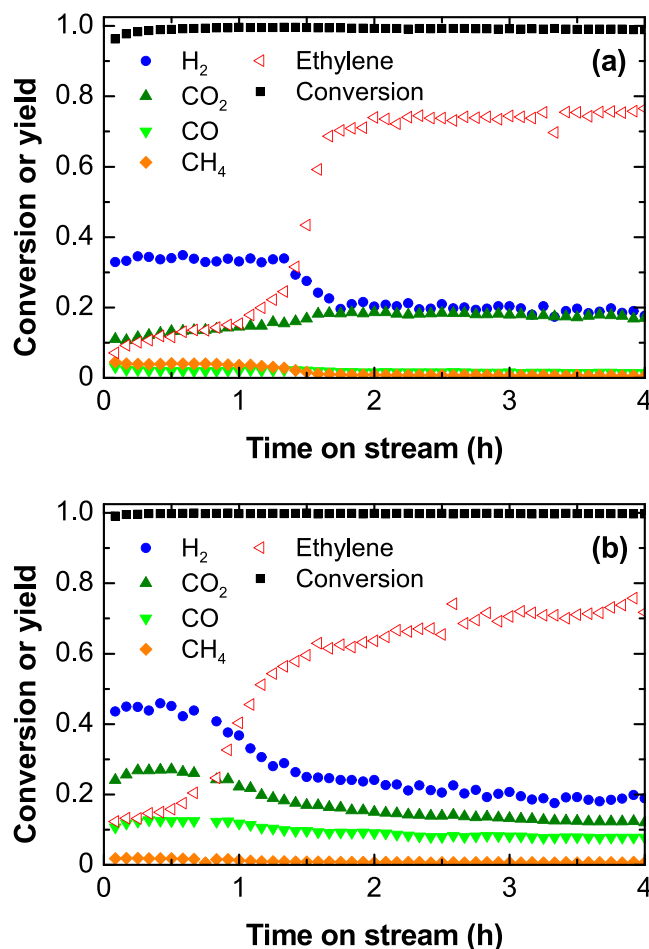 1.0
(a)
H₂ Ethylene
0.8
CO₂ Conversion
0.6
CO
CH₄
0.4
0.2
0
0 1 2 3 4
Conversion or yield
Time on stream (h)
1.0
(b)
H₂ Ethylene
0.8
CO₂ Conversion
CO
0.6
CH₄
0.4
0.2
0
0 1 2 3 4
Conversion or yield
Time on stream (h)